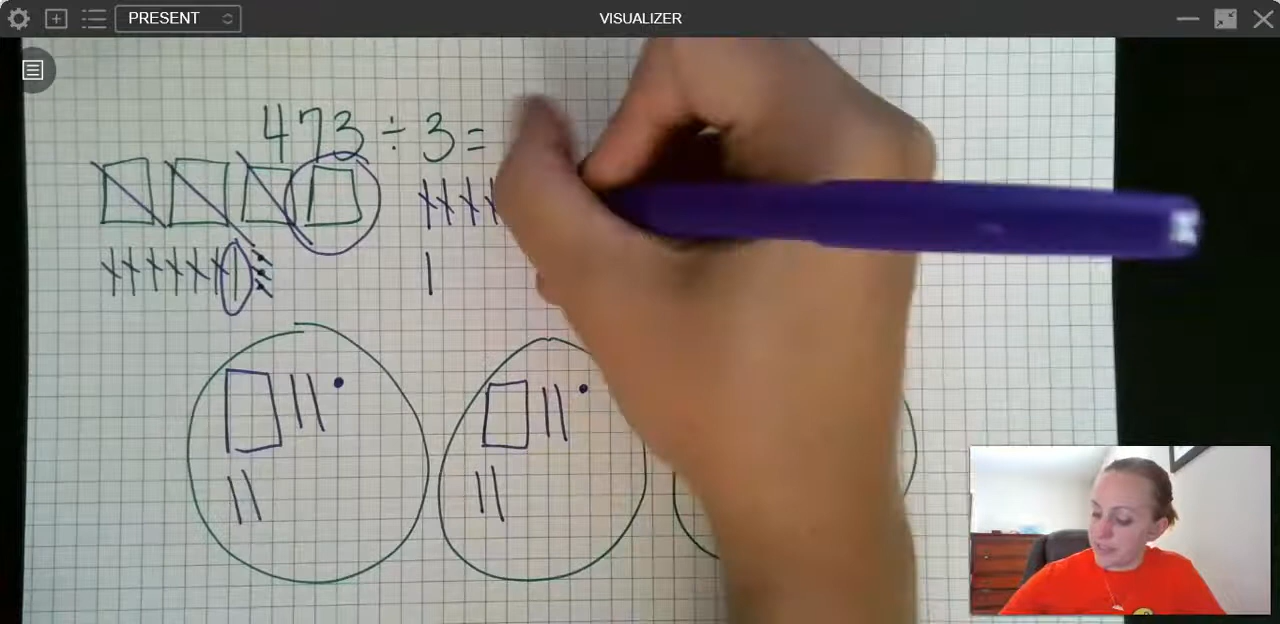 PRESENT
VISUALIZER
473 ÷ 3 =